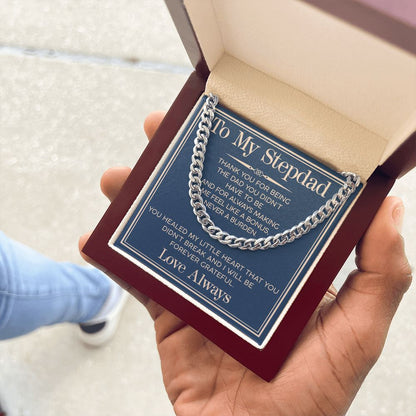 To My Stepdad
THANK YOU FOR BEING
THE DAD YOU DIDN'T
HAVE TO BE
AND FOR ALWAYS MAKING
ME FEEL LIKE A BONUS
NEVER A BURDEN
YOU HEALED MY LITTLE HEART THAT YOU
DIDN'T BREAK AND I WILL BE
FOREVER GRATEFUL
Love Always